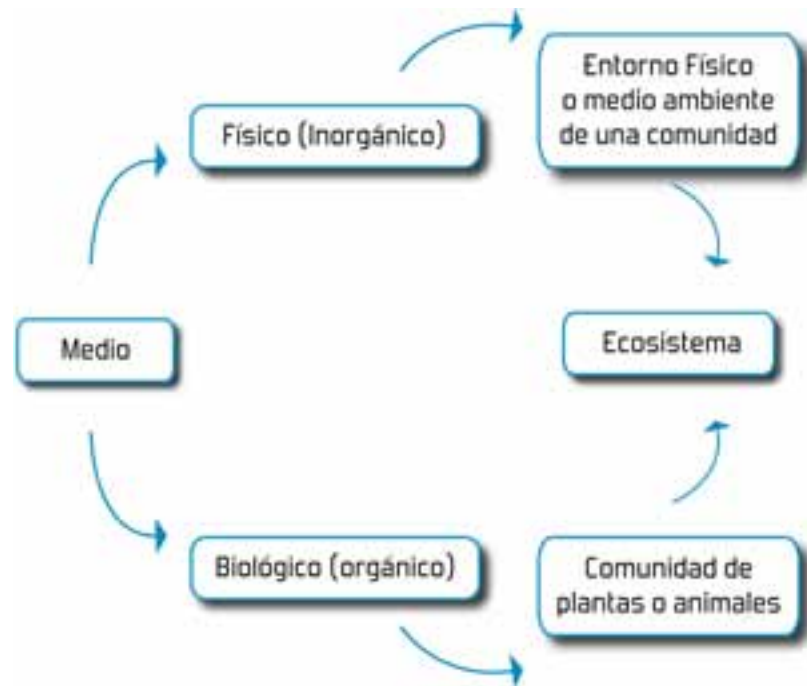 Entorno Físico
o medio ambiente
de una comunidad
Físico (Inorgánico)
Medio
Ecosistema
Biológico (orgánico)
Comunidad de
plantas o animales